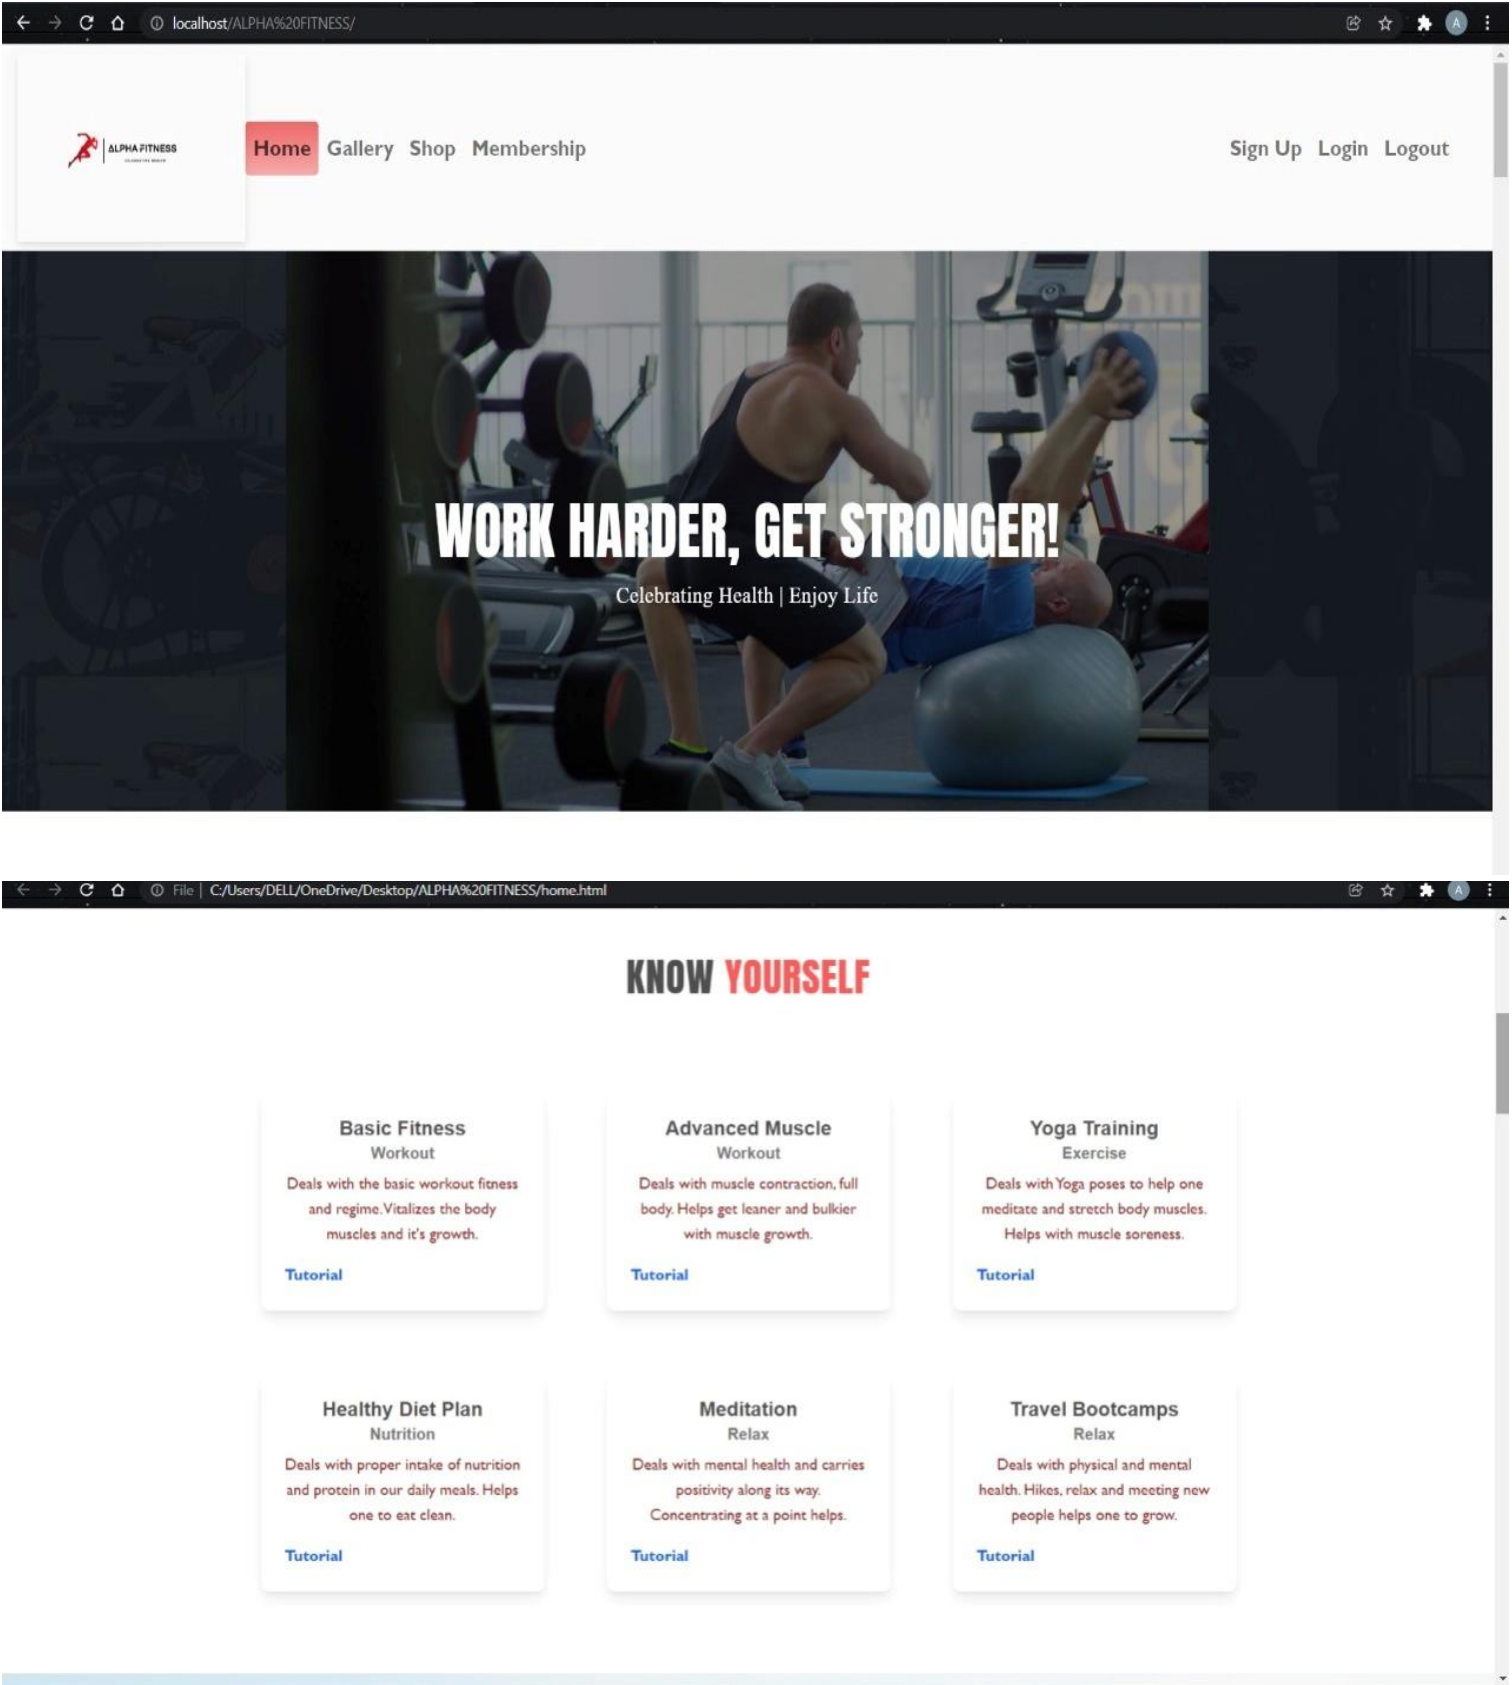 localhost/ALPHA%20FITNESS/
A
ALPHA FITNESS
Home Gallery Shop Membership
Sign Up Login Logout
WORK HARDER, GET STRONGER!
Celebrating Health | Enjoy Life
File | C:/Users/DELL/OneDrive/Desktop/ALPHA%20FITNESS/home.html
A
KNOW YOURSELF
Basic Fitness
Workout
Deals with the basic workout fitness
and regime. Vitalizes the body
muscles and it's growth.
Tutorial
Advanced Muscle
Workout
Deals with muscle contraction, full
body. Helps get leaner and bulkier
with muscle growth.
Tutorial
Yoga Training
Exercise
Deals with Yoga poses to help one
meditate and stretch body muscles.
Helps with muscle soreness.
Tutorial
Healthy Diet Plan
Nutrition
Deals with proper intake of nutrition
and protein in our daily meals. Helps
one to eat clean.
Tutorial
Meditation
Relax
Deals with mental health and carries
positivity along its way.
Concentrating at a point helps.
Tutorial
Travel Bootcamps
Relax
Deals with physical and mental
health. Hikes, relax and meeting new
people helps one to grow.
Tutorial